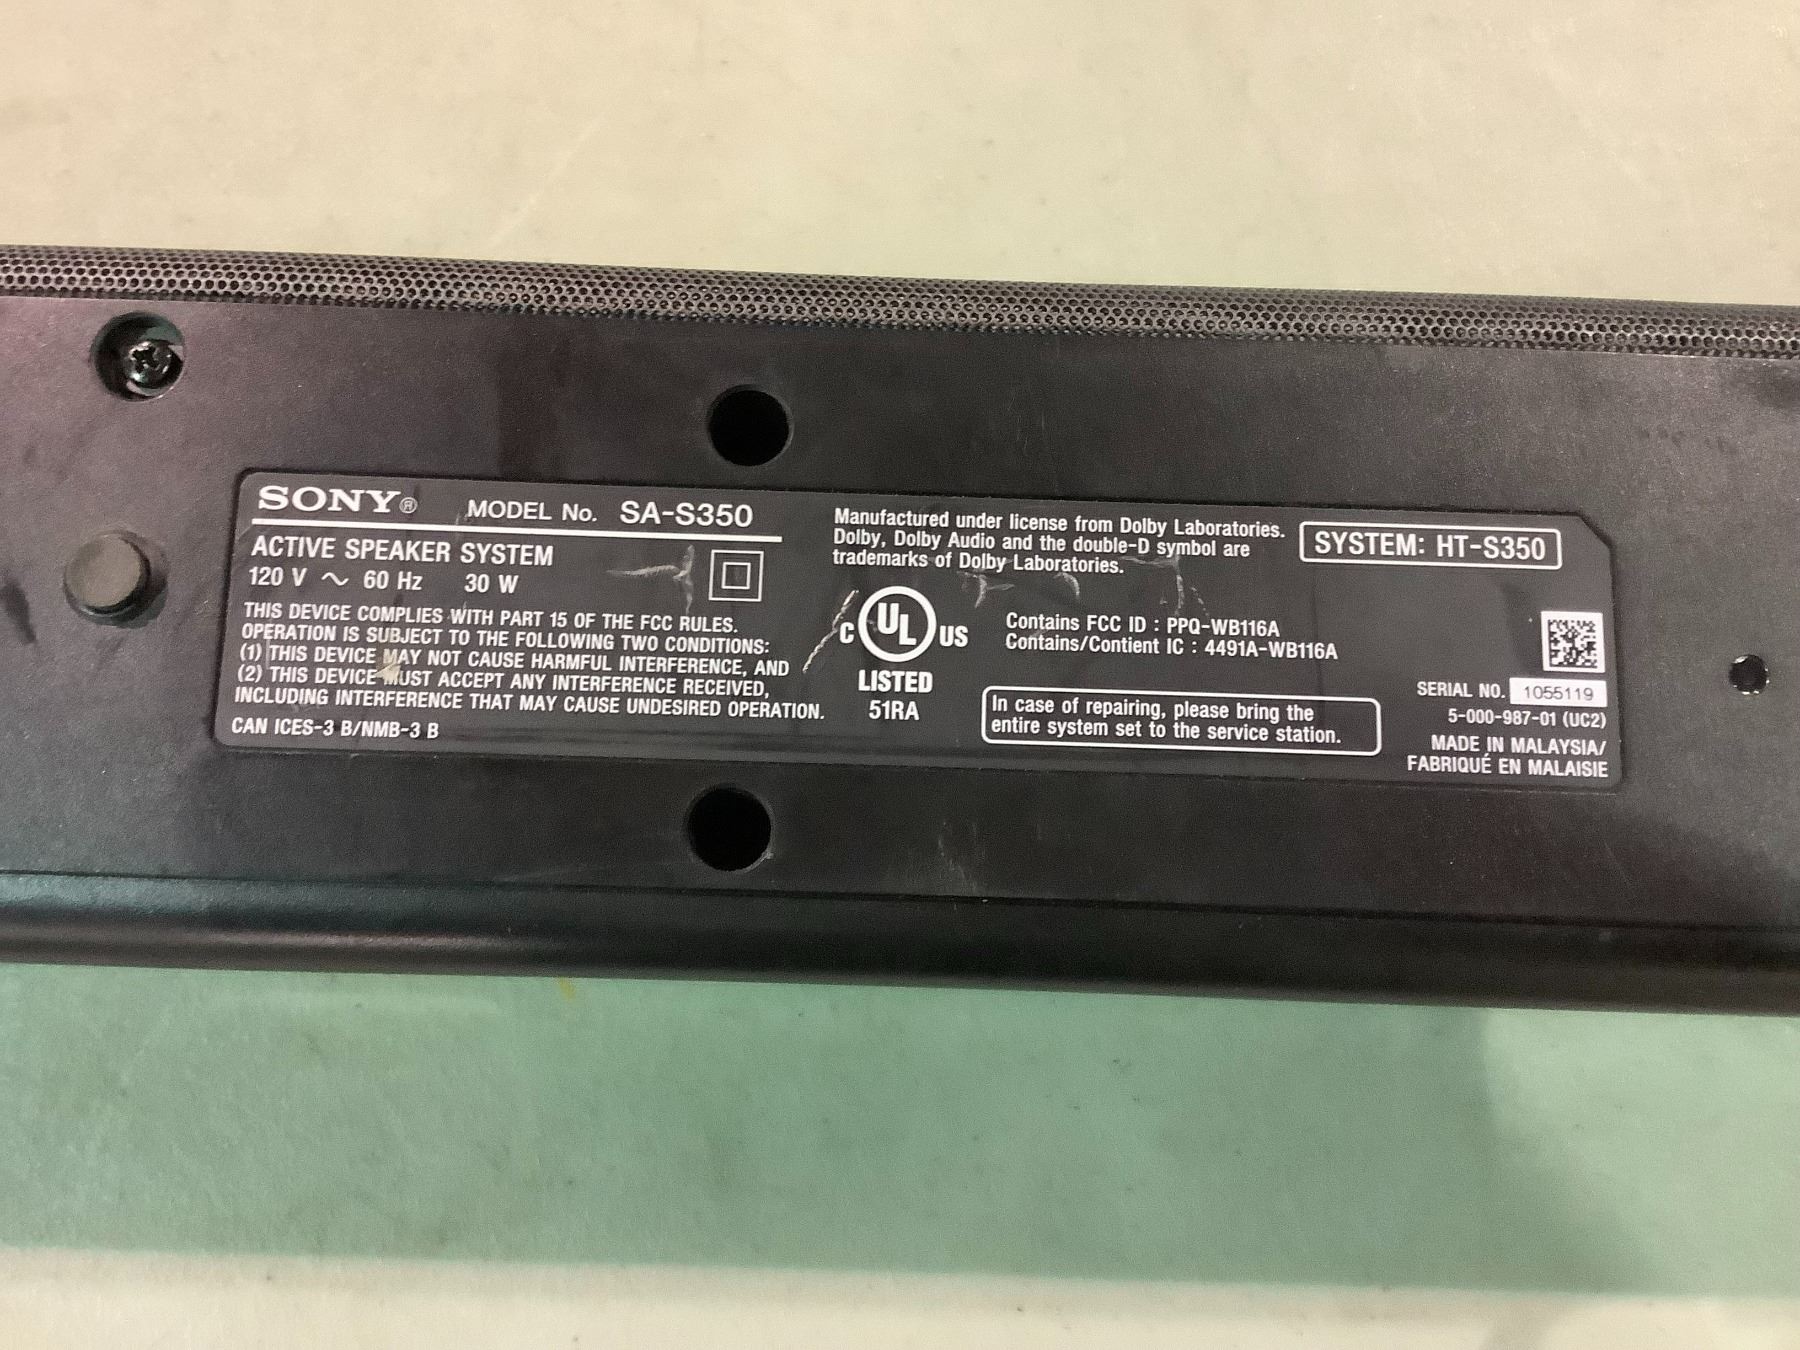 SONY® MODEL No. SA-S350
ACTIVE SPEAKER SYSTEM
120 V ~ 60 Hz 30 W
THIS DEVICE COMPLIES WITH PART 15 OF THE FCC RULES.
OPERATION IS SUBJECT TO THE FOLLOWING TWO CONDITIONS:
(1) THIS DEVICE MAY NOT CAUSE HARMFUL INTERFERENCE, AND
(2) THIS DEVICE MUST ACCEPT ANY INTERFERENCE RECEIVED,
INCLUDING INTERFERENCE THAT MAY CAUSE UNDESIRED OPERATION.
CAN ICES-3 B/NMB-3 B
Manufactured under license from Dolby Laboratories.
Dolby, Dolby Audio and the double-D symbol are
trademarks of Dolby Laboratories.
C UL US
LISTED
51RA
Contains FCC ID : PPQ-WB116A
Contains/Contient IC : 4491A-WB116A
In case of repairing, please bring the
entire system set to the service station.
SYSTEM: HT-S350
SERIAL NO. 1055119
5-000-987-01 (UC2)
MADE IN MALAYSIA/
FABRIQUÉ EN MALAISIE